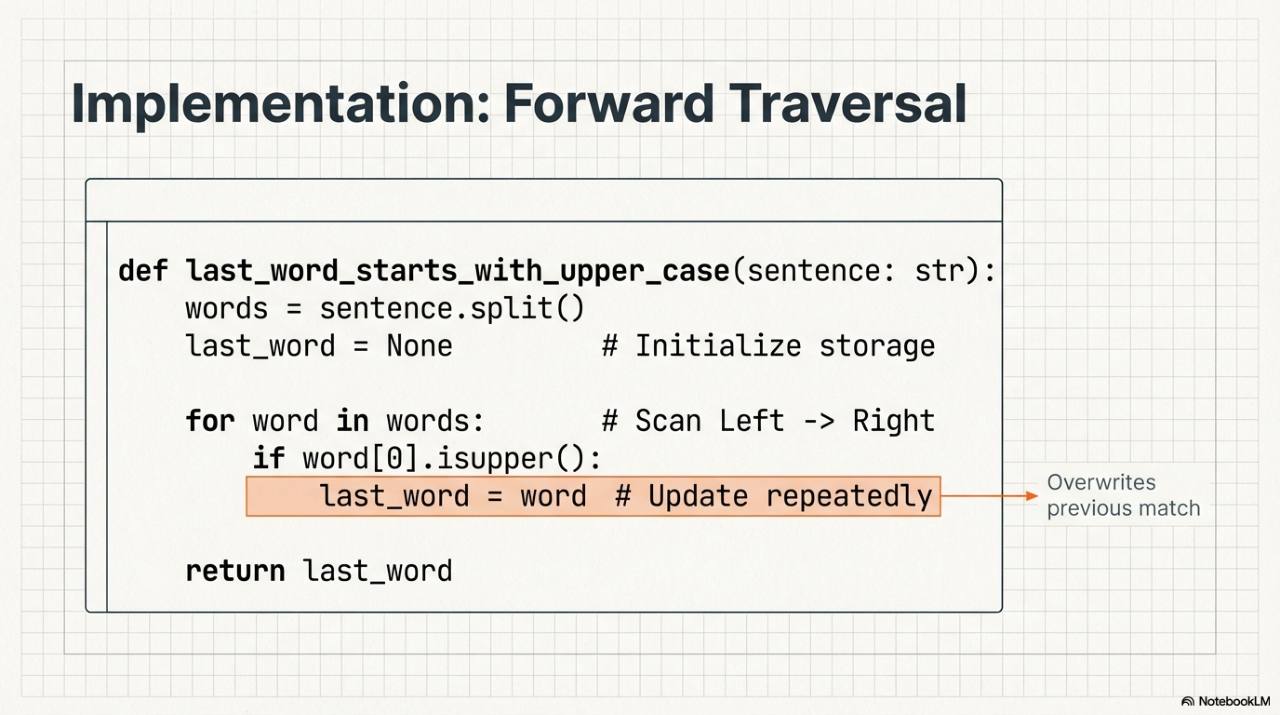 Implementation: Forward Traversal
def last_word_starts_with_upper_case(sentence: str):
    words = sentence.split()
    last_word = None         # Initialize storage
    for word in words:       # Scan Left -> Right
        if word[0].isupper():
            last_word = word  # Update repeatedly
Overwrites
previous match
    return last_word
NotebookLM